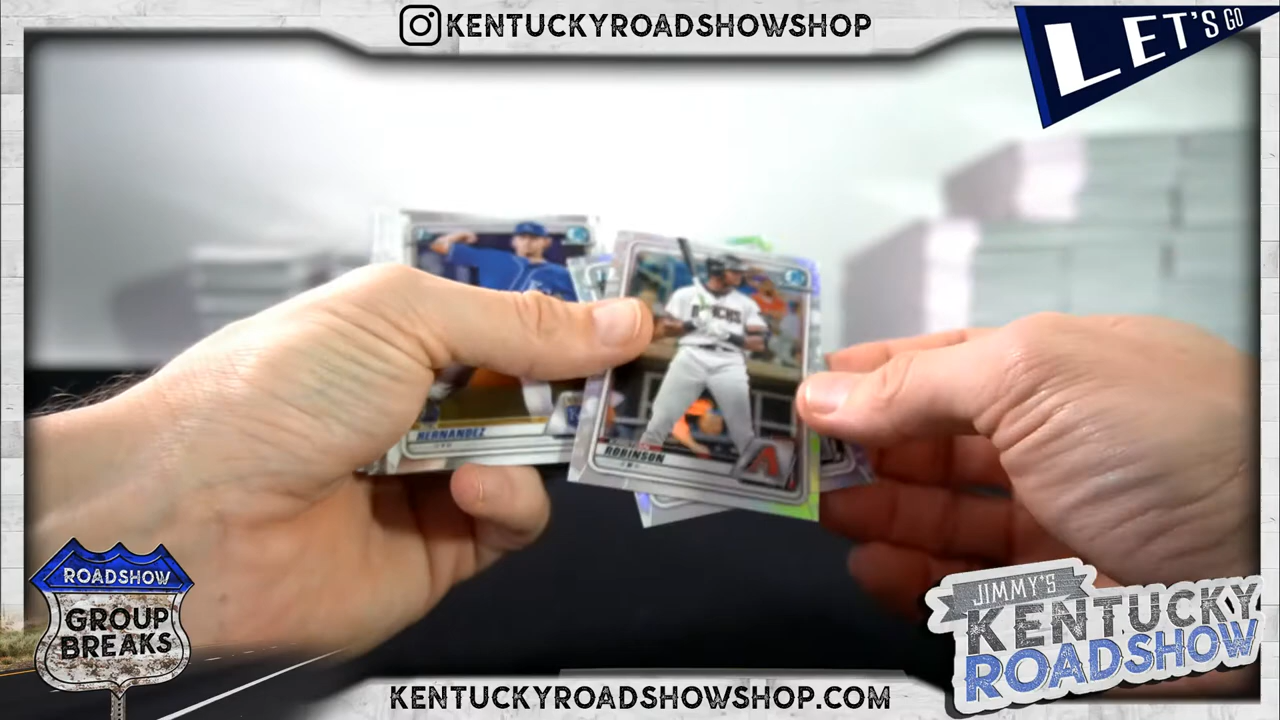 KENTUCKYROADSHOWSHOP
LET'S GO
HERNANDEZ
ROBINSON
ROADSHOW
GROUP
BREAKS
JIMMY'S
KENTUCKY
ROADSHOW
KENTUCKYROADSHOWSHOP.COM